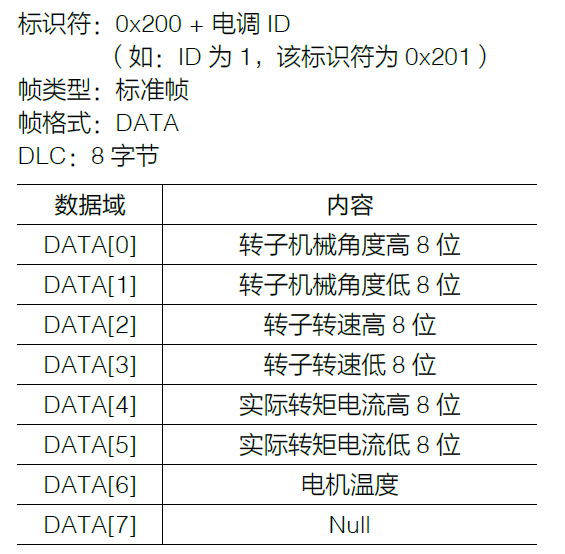 标识符：0x200 + 电调 ID
（如：ID 为 1，该标识符为 0x201）
帧类型：标准帧
帧格式：DATA
DLC：8 字节
数据域 内容
DATA[0] 转子机械角度高 8 位
DATA[1] 转子机械角度低 8 位
DATA[2] 转子转速高 8 位
DATA[3] 转子转速低 8 位
DATA[4] 实际转矩电流高 8 位
DATA[5] 实际转矩电流低 8 位
DATA[6] 电机温度
DATA[7] Null